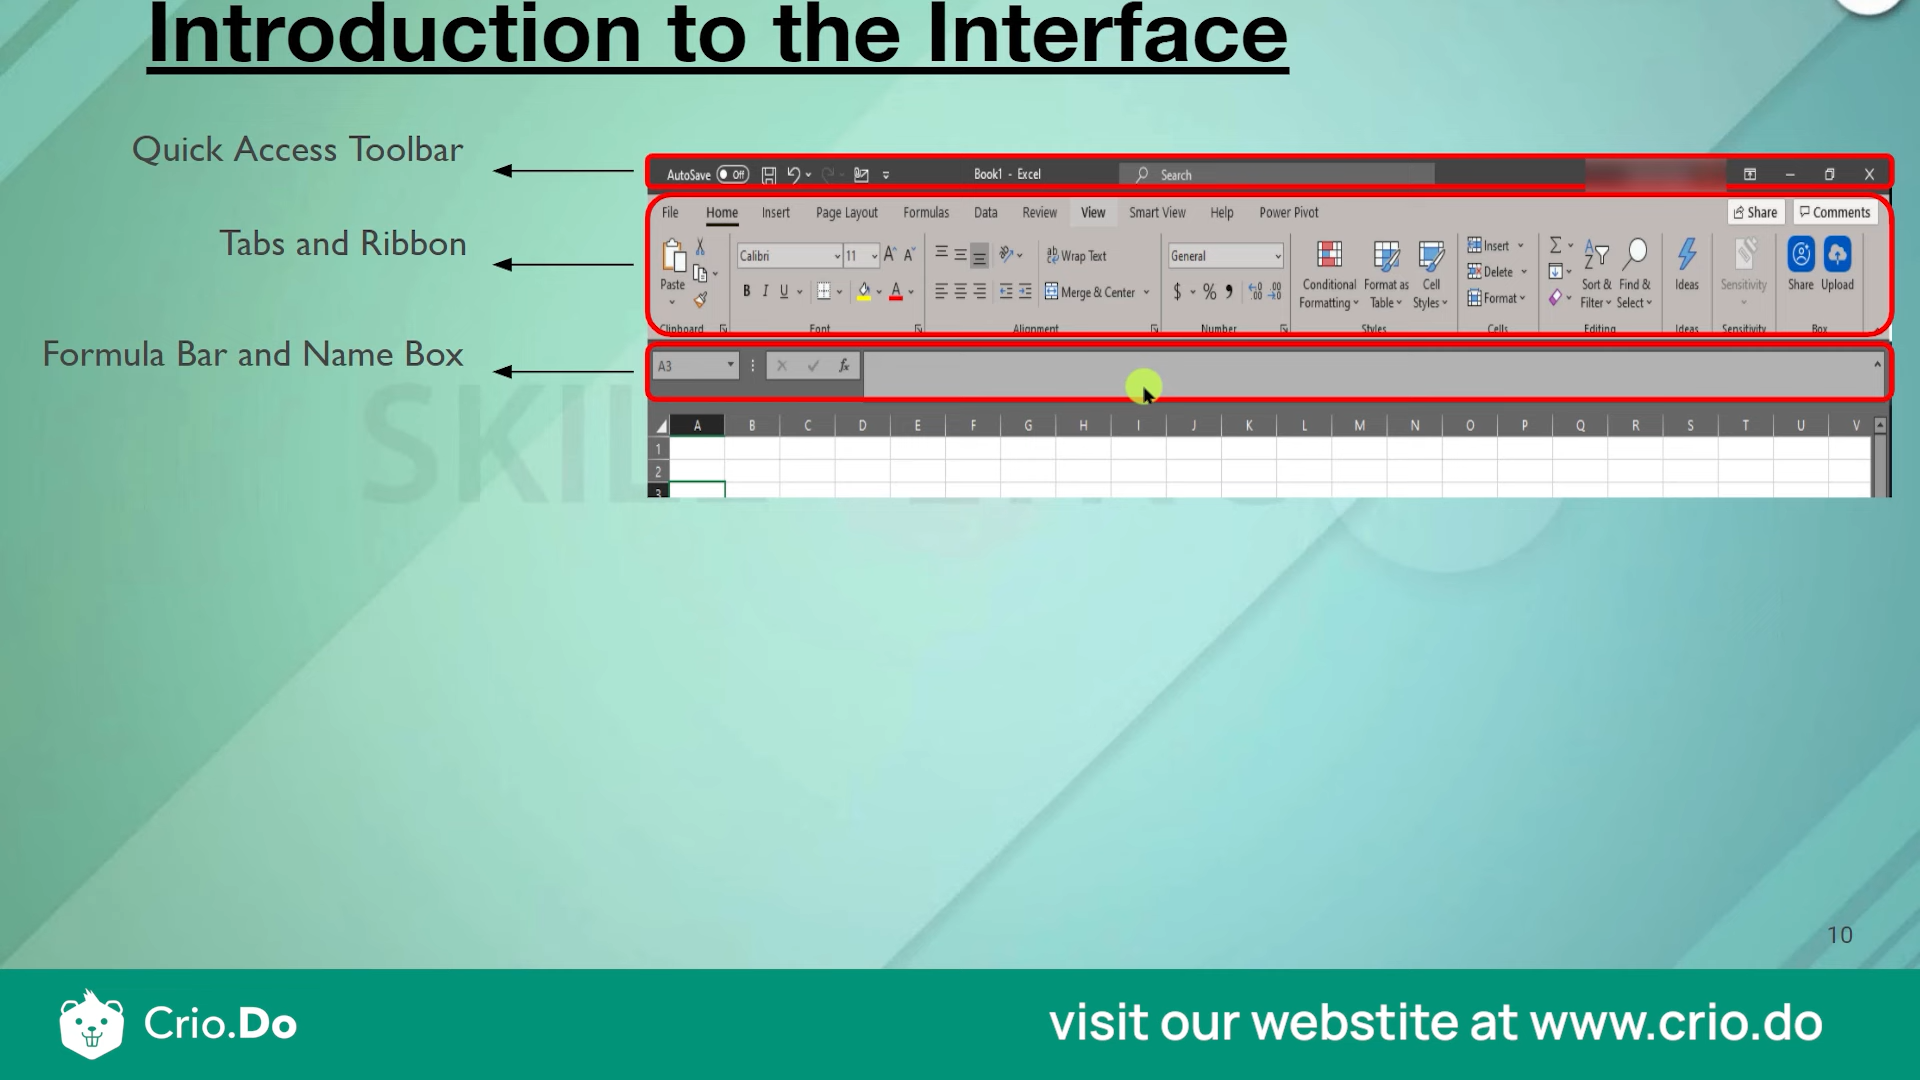 Introduction to the Interface
Quick Access Toolbar
Tabs and Ribbon
Formula Bar and Name Box
AutoSave Off Book1 - Excel Search
File Home Insert Page Layout Formulas Data Review View Smart View Help Power Pivot Share Comments
Calibri 11 Wrap Text General Insert
Paste Conditional Format as Cell Delete Sort & Find & Ideas Sensitivity Share Upload
B I U A Merge & Center $ % Formatting Table Styles Format Filter Select
Clipboard Font Alignment Number Styles Cells Editing Ideas Sensitivity Box
A3 fx
A B C D E F G H I J K L M N O P Q R S T U V
1
2
3
SKILL
10
Crio.Do
visit our webstite at www.crio.do